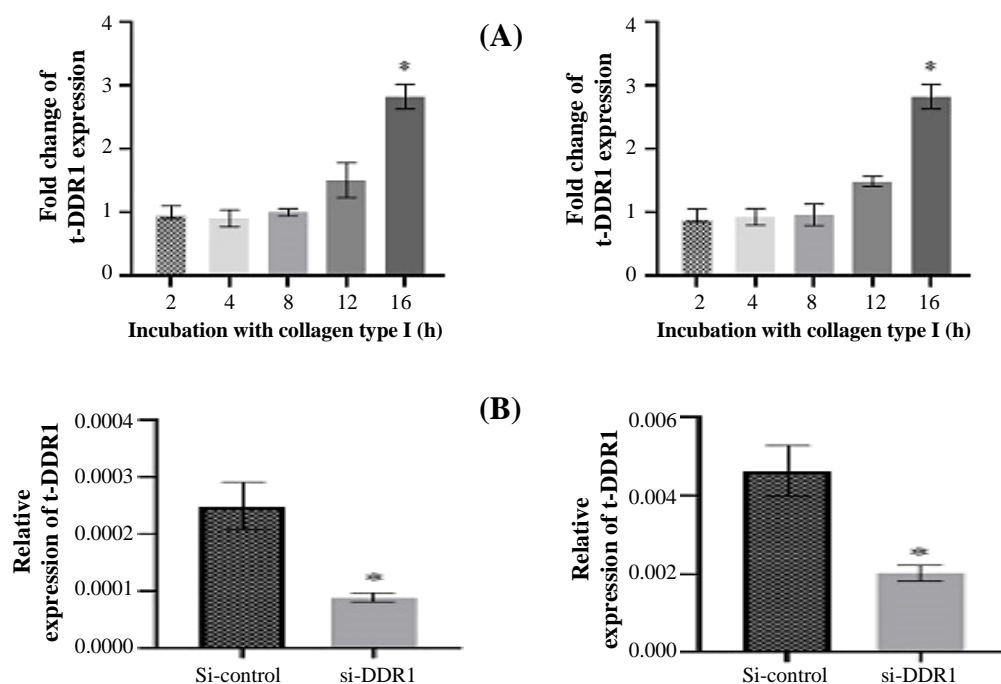 (A)
Fold change of
t-DDR1 expression
4
3
2
1
0
*
2 4 8 12 16
Incubation with collagen type I (h)
Fold change of
t-DDR1 expression
4
3
2
1
0
*
2 4 8 12 16
Incubation with collagen type I (h)
(B)
Relative
expression of t-DDR1
0.0004
0.0003
0.0002
0.0001
0.0000
*
Si-control si-DDR1
Relative
expression of t-DDR1
0.006
0.004
0.002
0.000
*
Si-control si-DDR1